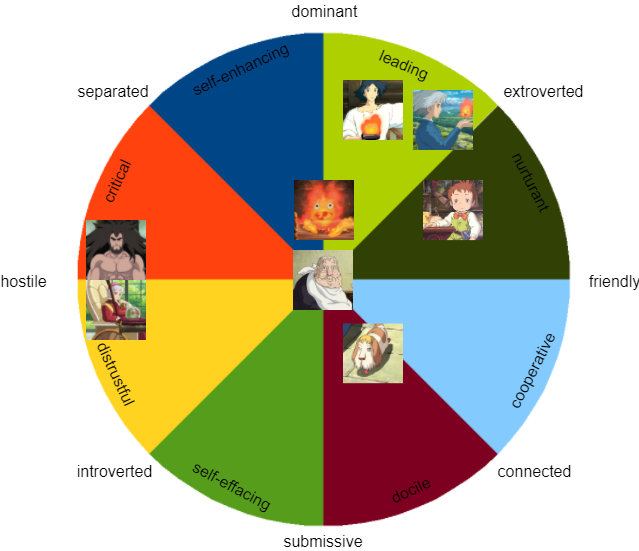 dominant
self-enhancing
leading
separated
extroverted
critical
nurturant
hostile
friendly
distrustful
cooperative
introverted
self-effacing
docile
connected
submissive